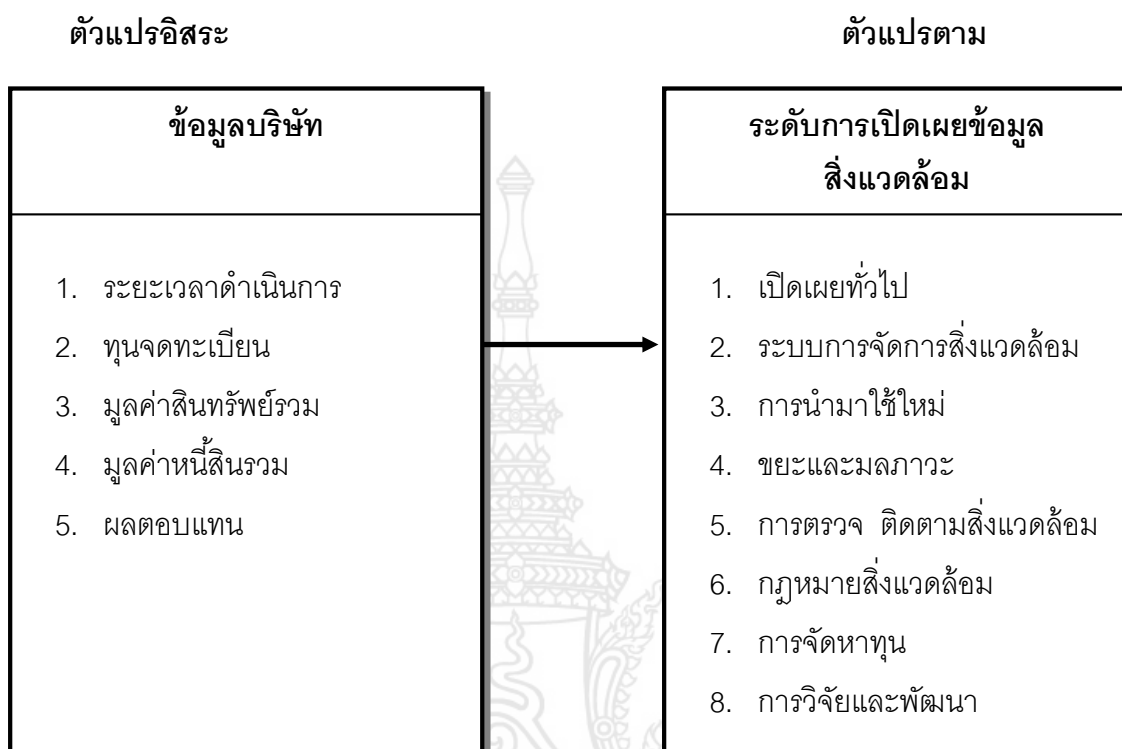 ตัวแปรอิสระ
ตัวแปรตาม
ข้อมูลบริษัท
1. ระยะเวลาดำเนินการ
2. ทุนจดทะเบียน
3. มูลค่าสินทรัพย์รวม
4. มูลค่าหนี้สินรวม
5. ผลตอบแทน
ระดับการเปิดเผยข้อมูล
สิ่งแวดล้อม
1. เปิดเผยทั่วไป
2. ระบบการจัดการสิ่งแวดล้อม
3. การนำมาใช้ใหม่
4. ขยะและมลภาวะ
5. การตรวจ ติดตามสิ่งแวดล้อม
6. กฎหมายสิ่งแวดล้อม
7. การจัดหาทุน
8. การวิจัยและพัฒนา